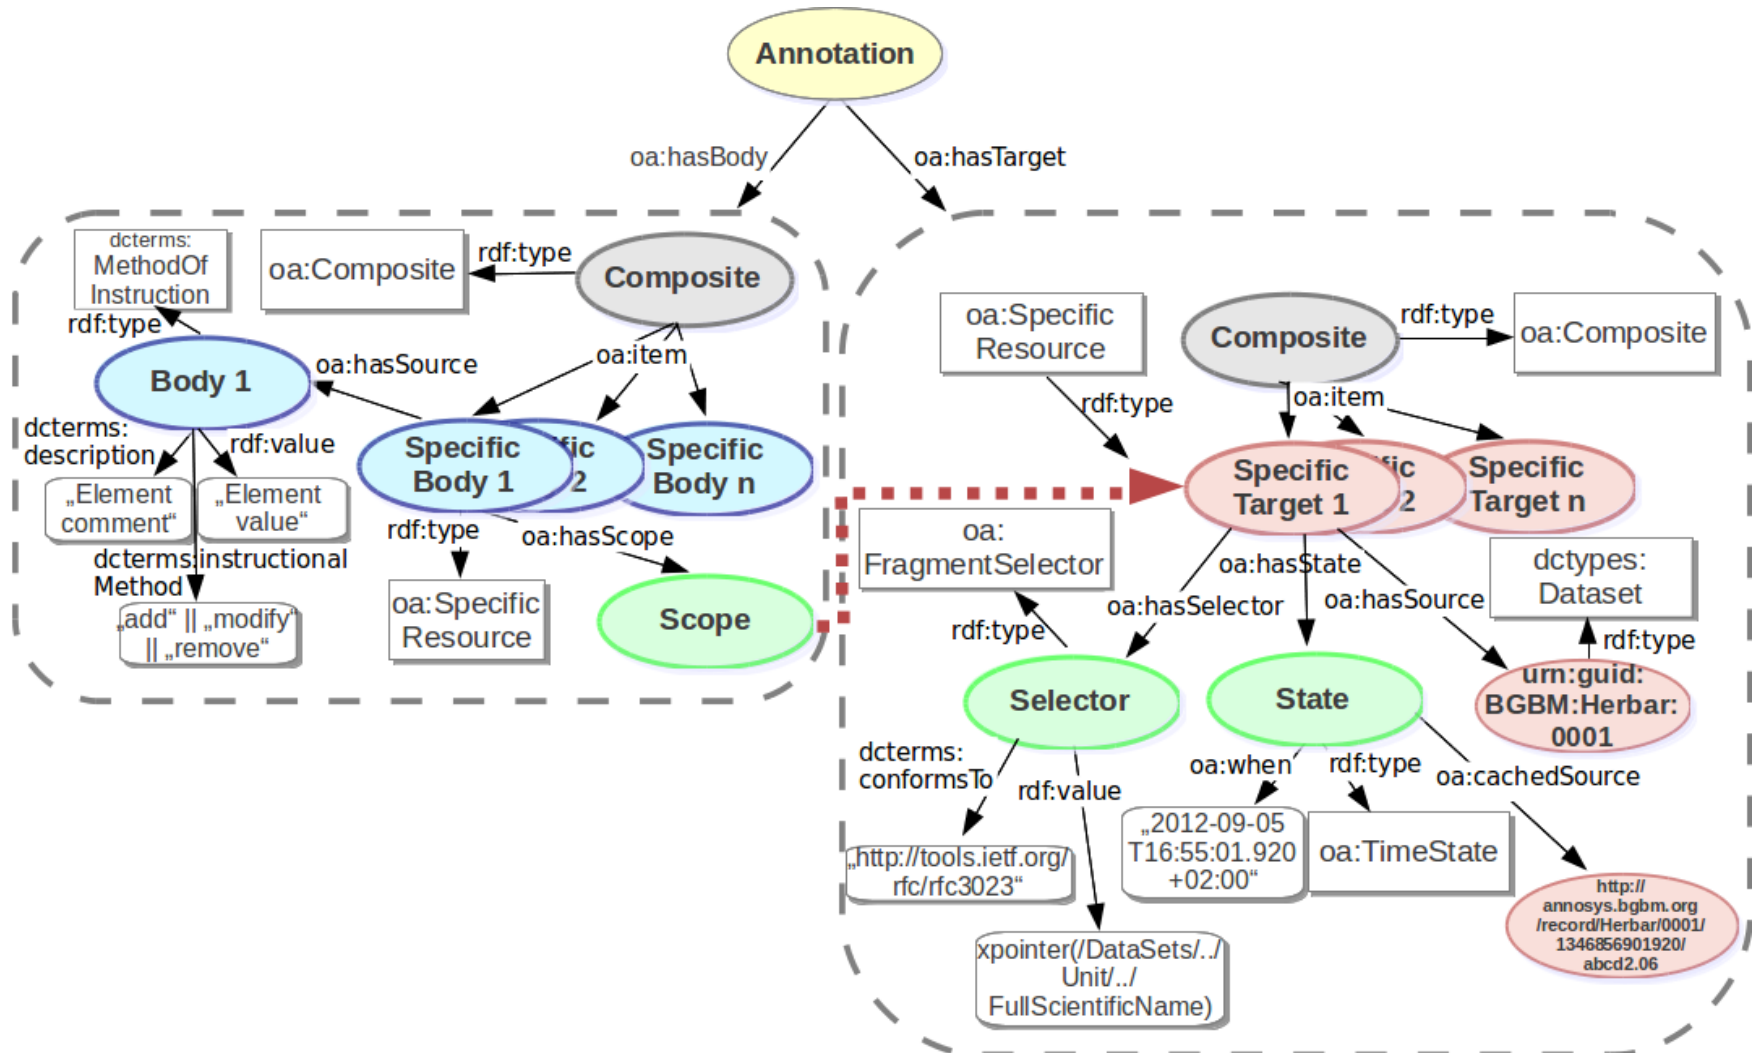 Annotation
oa:hasBody
oa:hasTarget
dcterms:
MethodOf
Instruction
oa:Composite
rdf:type
Composite
rdf:type
Body 1
oa:hasSource
oa:item
dcterms:
description
rdf:value
Specific
Body 1
fic
2
Specific
Body n
„Element
comment“
„Element
value“
rdf:type
oa:hasScope
dcterms:instructional
Method
„add“ || „modify“
|| „remove“
oa:Specific
Resource
Scope
oa:Specific
Resource
Composite
rdf:type
oa:Composite
rdf:type
oa:item
Specific
Target 1
fic
2
Specific
Target n
oa:
FragmentSelector
oa:hasState
oa:hasSelector
oa:hasSource
dctypes:
Dataset
rdf:type
rdf:type
Selector
State
urn:guid:
BGBM:Herbar:
0001
dcterms:
conformsTo
rdf:value
oa:when
rdf:type
oa:cachedSource
„http://tools.ietf.org/
rfc/rfc3023“
„2012-09-05
T16:55:01.920
+02:00“
oa:TimeState
http://
annosys.bgbm.org
/record/Herbar/0001/
1346856901920/
abcd2.06
xpointer(/DataSets/../
Unit/../
FullScientificName)